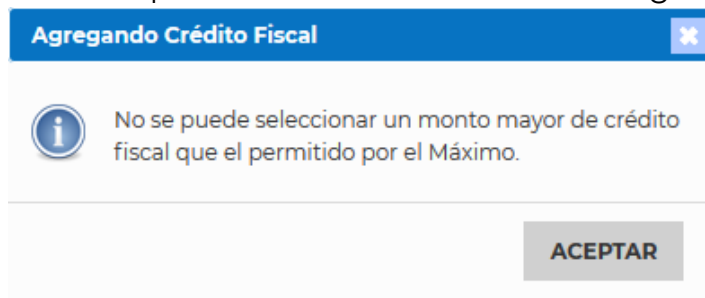 Agregando Crédito Fiscal
No se puede seleccionar un monto mayor de crédito
fiscal que el permitido por el Máximo.
ACEPTAR